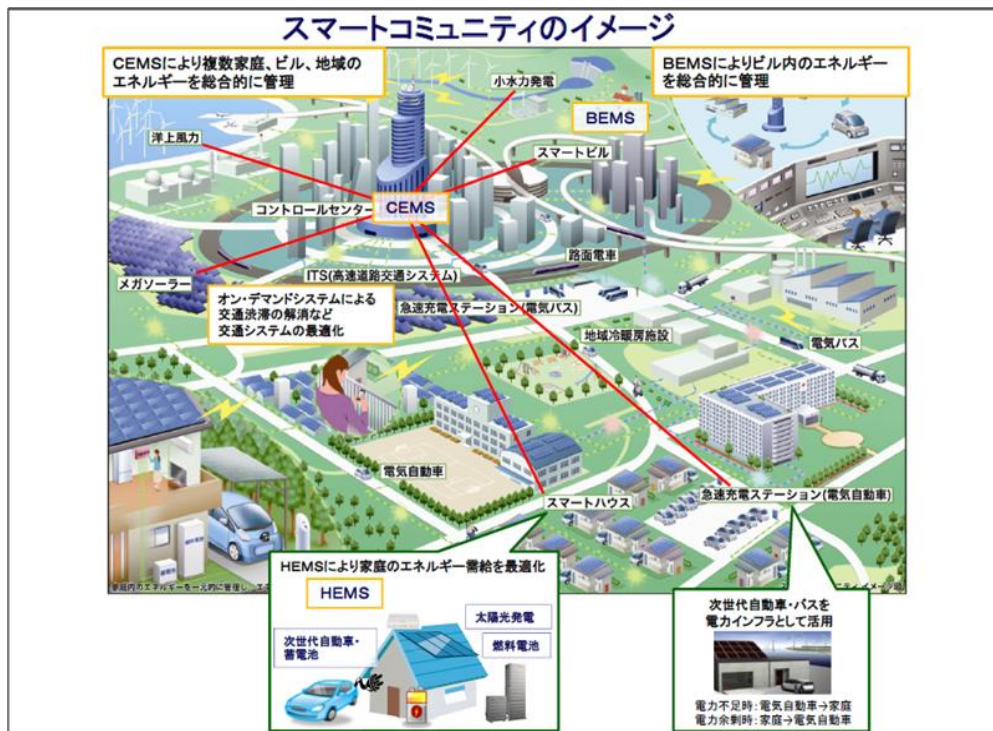 スマートコミュニティのイメージ
CEMSにより複数家庭、ビル、地域の
エネルギーを総合的に管理
BEMSによりビル内のエネルギー
を総合的に管理
小水力発電
BEMS
洋上風力
スマートビル
コントロールセンター
CEMS
路面電車
メガソーラー
ITS(高速道路交通システム)
オン・デマンドシステムによる
交通渋滞の解消など
交通システムの最適化
急速充電ステーション(電気バス)
地域冷暖房施設
電気バス
電気自動車
スマートハウス
急速充電ステーション(電気自動車)
HEMSにより家庭のエネルギー需給を最適化
HEMS
太陽光発電
次世代自動車・
蓄電池
燃料電池
次世代自動車・バスを
電力インフラとして活用
電力不足時:電気自動車→家庭
電力余剰時:家庭→電気自動車